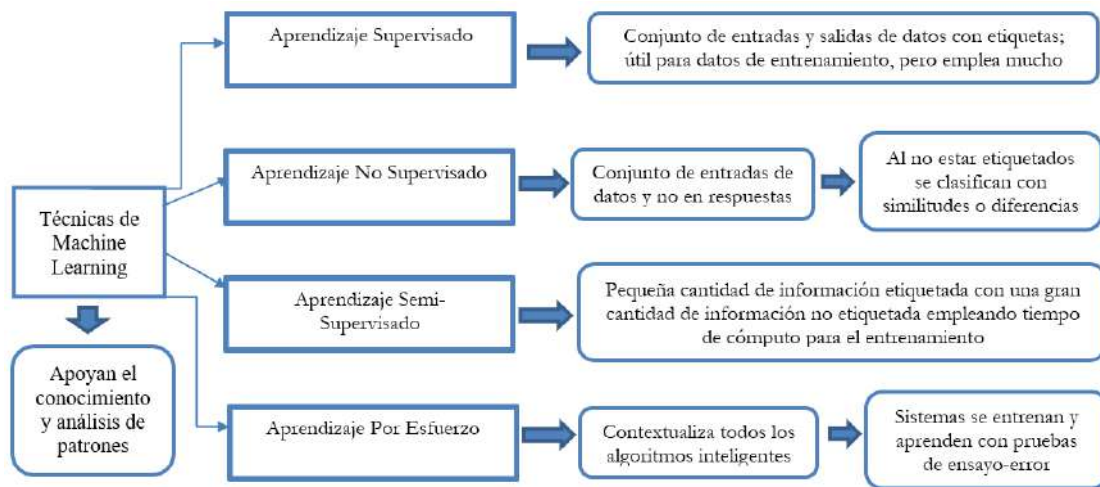 Técnicas de
Machine
Learning
Apoyan el
conocimiento
y análisis de
patrones
Aprendizaje Supervisado
Conjunto de entradas y salidas de datos con etiquetas;
útil para datos de entrenamiento, pero emplea mucho
Aprendizaje No Supervisado
Conjunto de entradas de
datos y no en respuestas
Al no estar etiquetados
se clasifican con
similitudes o diferencias
Aprendizaje Semi-
Supervisado
Pequeña cantidad de información etiquetada con una gran
cantidad de información no etiquetada empleando tiempo
de cómputo para el entrenamiento
Aprendizaje Por Esfuerzo
Contextualiza todos los
algoritmos inteligentes
Sistemas se entrenan y
aprenden con pruebas
de ensayo-error